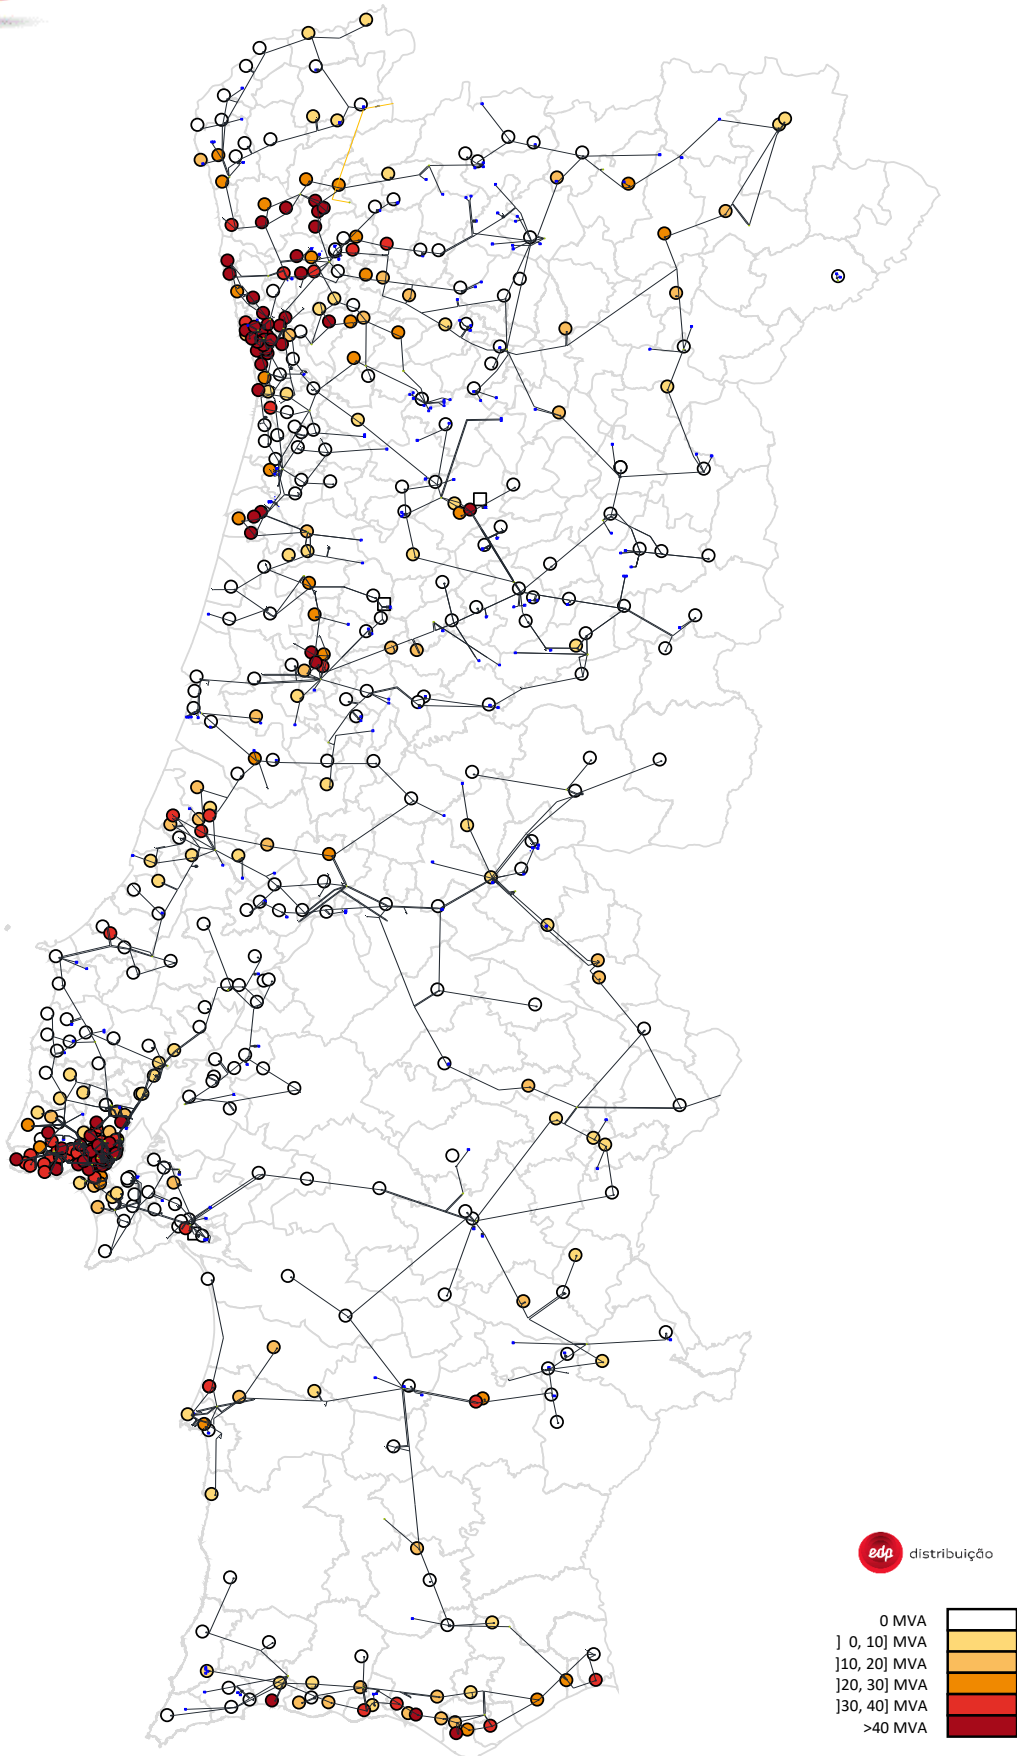 edp distribuição
0 MVA
] 0, 10] MVA
]10, 20] MVA
]20, 30] MVA
]30, 40] MVA
>40 MVA